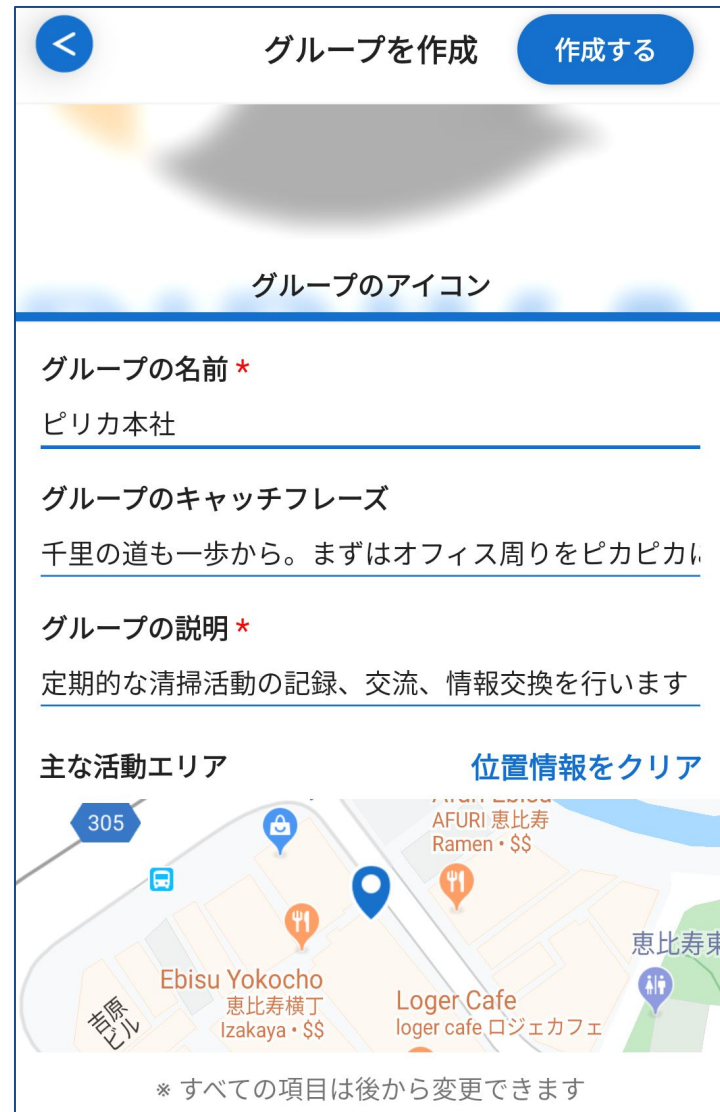 グループを作成
作成する
グループのアイコン
グループの名前 *
ピリカ本社
グループのキャッチフレーズ
千里の道も一歩から。まずはオフィス周りをピカピカに
グループの説明 *
定期的な清掃活動の記録、交流、情報交換を行います
主な活動エリア
位置情報をクリア
305
AFURI 恵比寿
Ramen • $$
恵比寿東
Ebisu Yokocho
恵比寿横丁
Izakaya • $$
吉原
ビル
Loger Cafe
loger cafe ロジェカフェ
※ すべての項目は後から変更できます